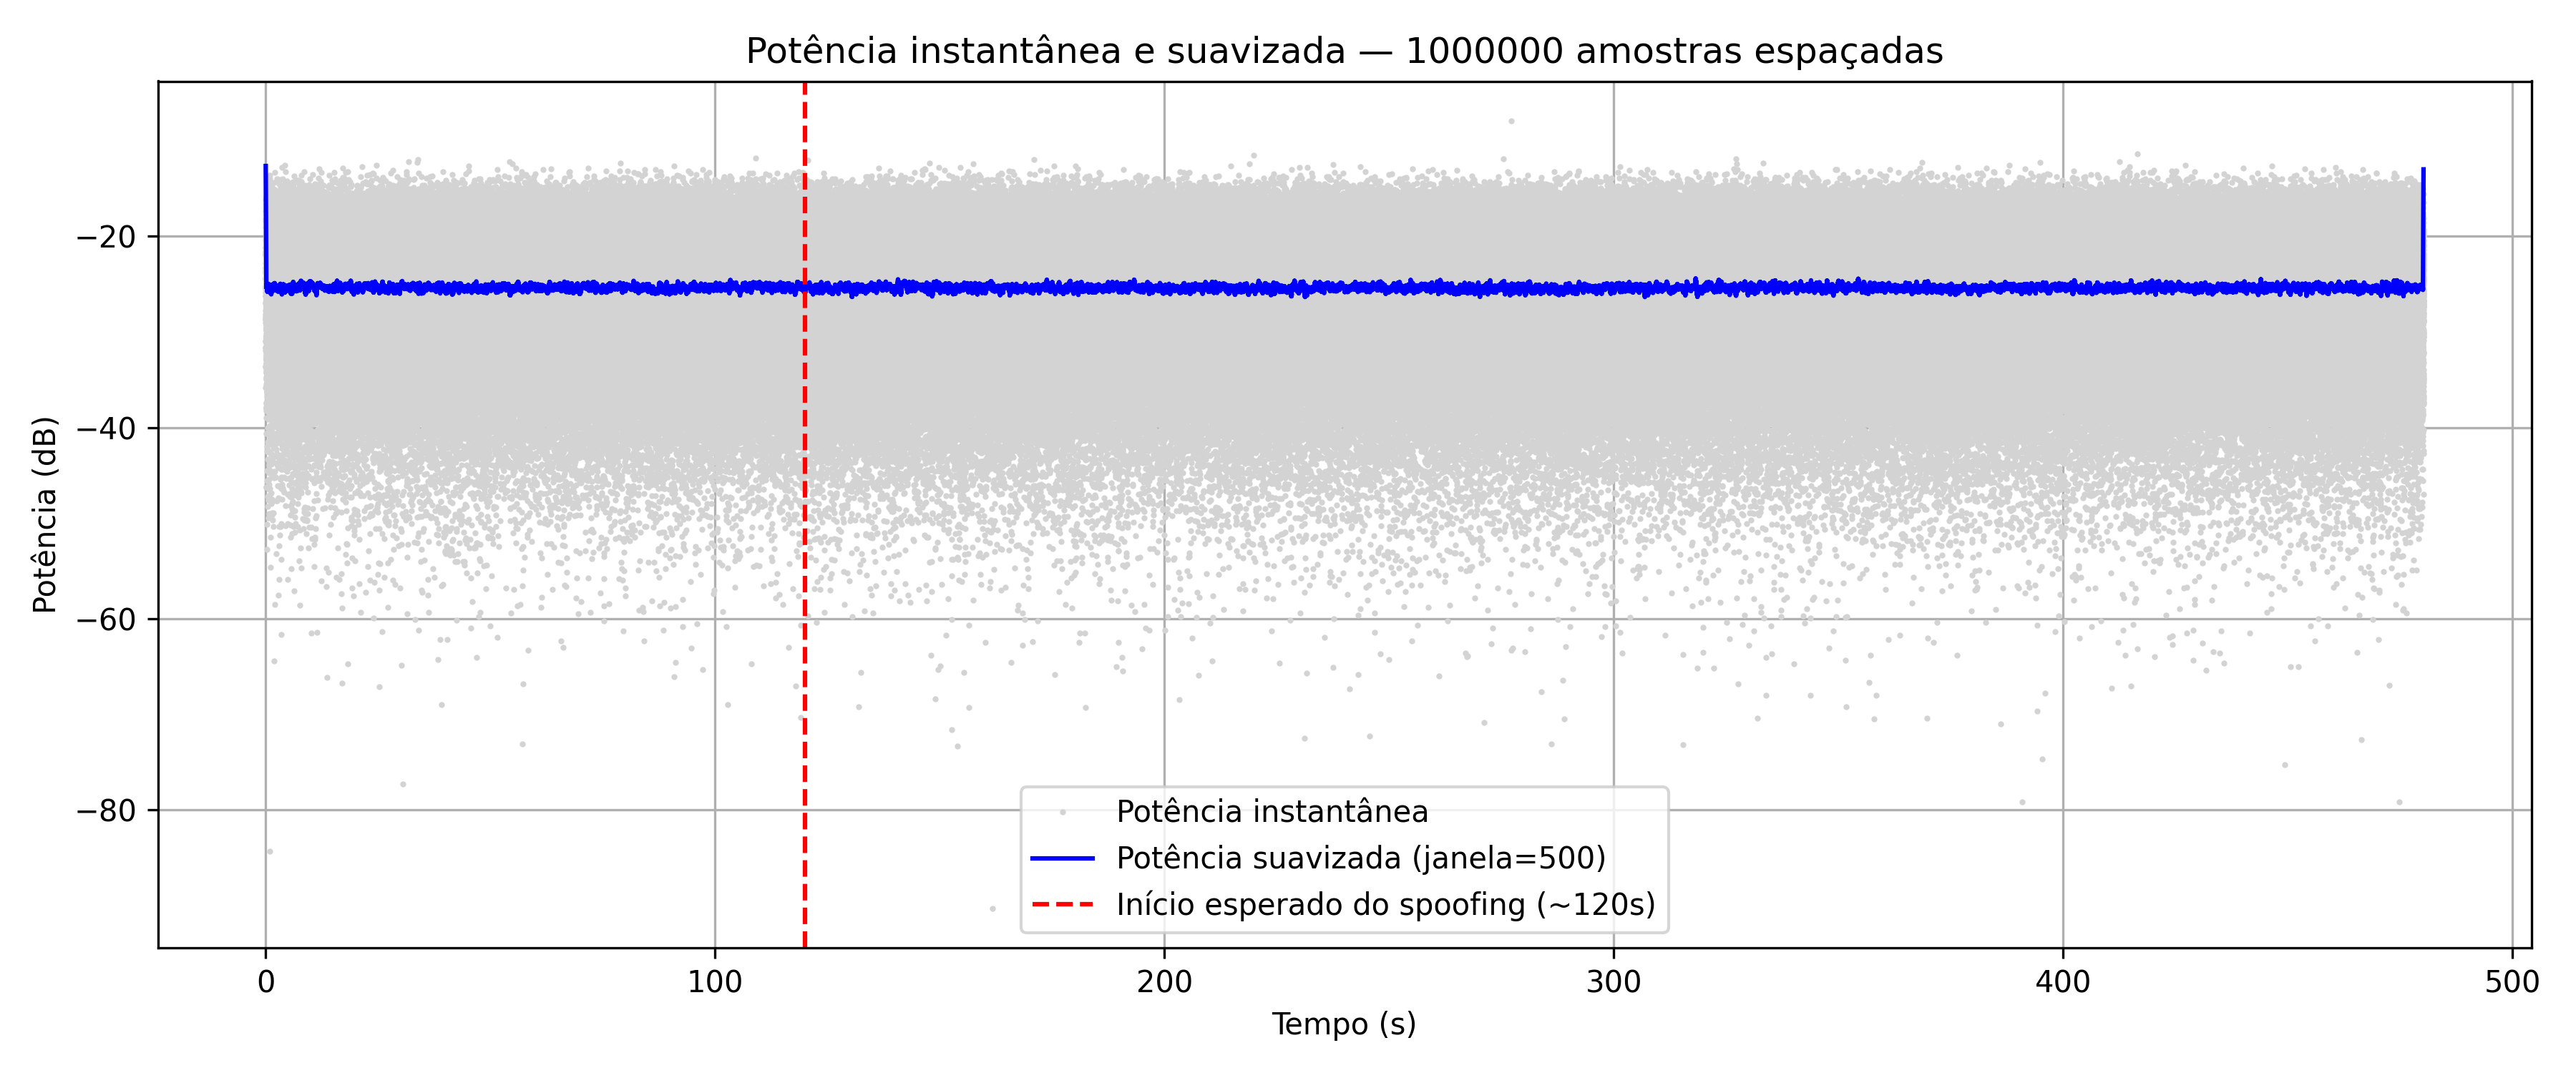 Potência instantânea e suavizada — 1000000 amostras espaçadas
Potência (dB)
−20
−40
−60
−80
Potência instantânea
Potência suavizada (janela=500)
Início esperado do spoofing (~120s)
0 100 200 300 400 500
Tempo (s)